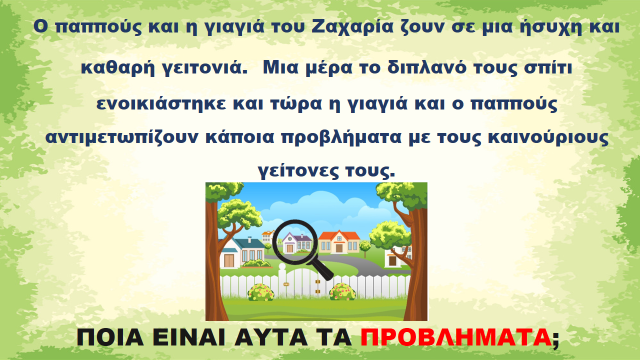 Ο παππούς και η γιαγιά του Ζαχαρία ζουν σε μια ήσυχη και
καθαρή γειτονιά. Μια μέρα το διπλανό τους σπίτι
ενοικιάστηκε και τώρα η γιαγιά και ο παππούς
αντιμετωπίζουν κάποια προβλήματα με τους καινούριους
γείτονες τους.
ΠΟΙΑ ΕΙΝΑΙ ΑΥΤΑ ΤΑ ΠΡΟΒΛΗΜΑΤΑ;